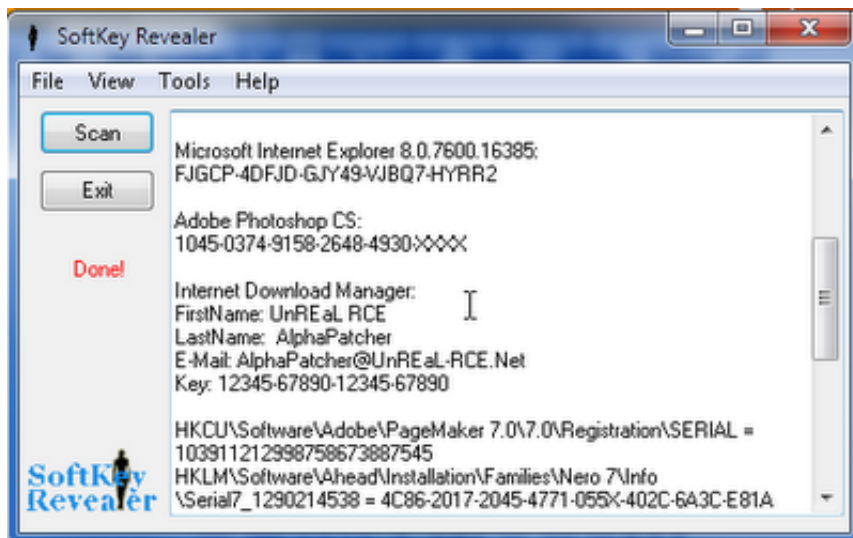 SoftKey Revealer
File View Tools Help
Scan
Exit
Done!
Microsoft Internet Explorer 8.0.7600.16385:
FJGCP-4DFJD-GJY49-VJBQ7-HYRR2
Adobe Photoshop CS:
1045-0374-9158-2648-4930-XXXX
Internet Download Manager:
FirstName: UnREaL RCE
LastName: AlphaPatcher
E-Mail: AlphaPatcher@UnREaL-RCE.Net
Key: 12345-67890-12345-67890
HKCU\Software\Adobe\PageMaker 7.0\7.0\Registration\SERIAL =
103911212998758673887545
HKLM\Software\Ahead\Installation\Families\Nero 7\Info
\Serial7_1290214538 = 4C86-2017-2045-4771-055X-402C-6A3C-E81A
SoftKey
Revealer